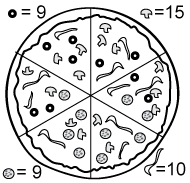 = 9
= 15
= 9
=10